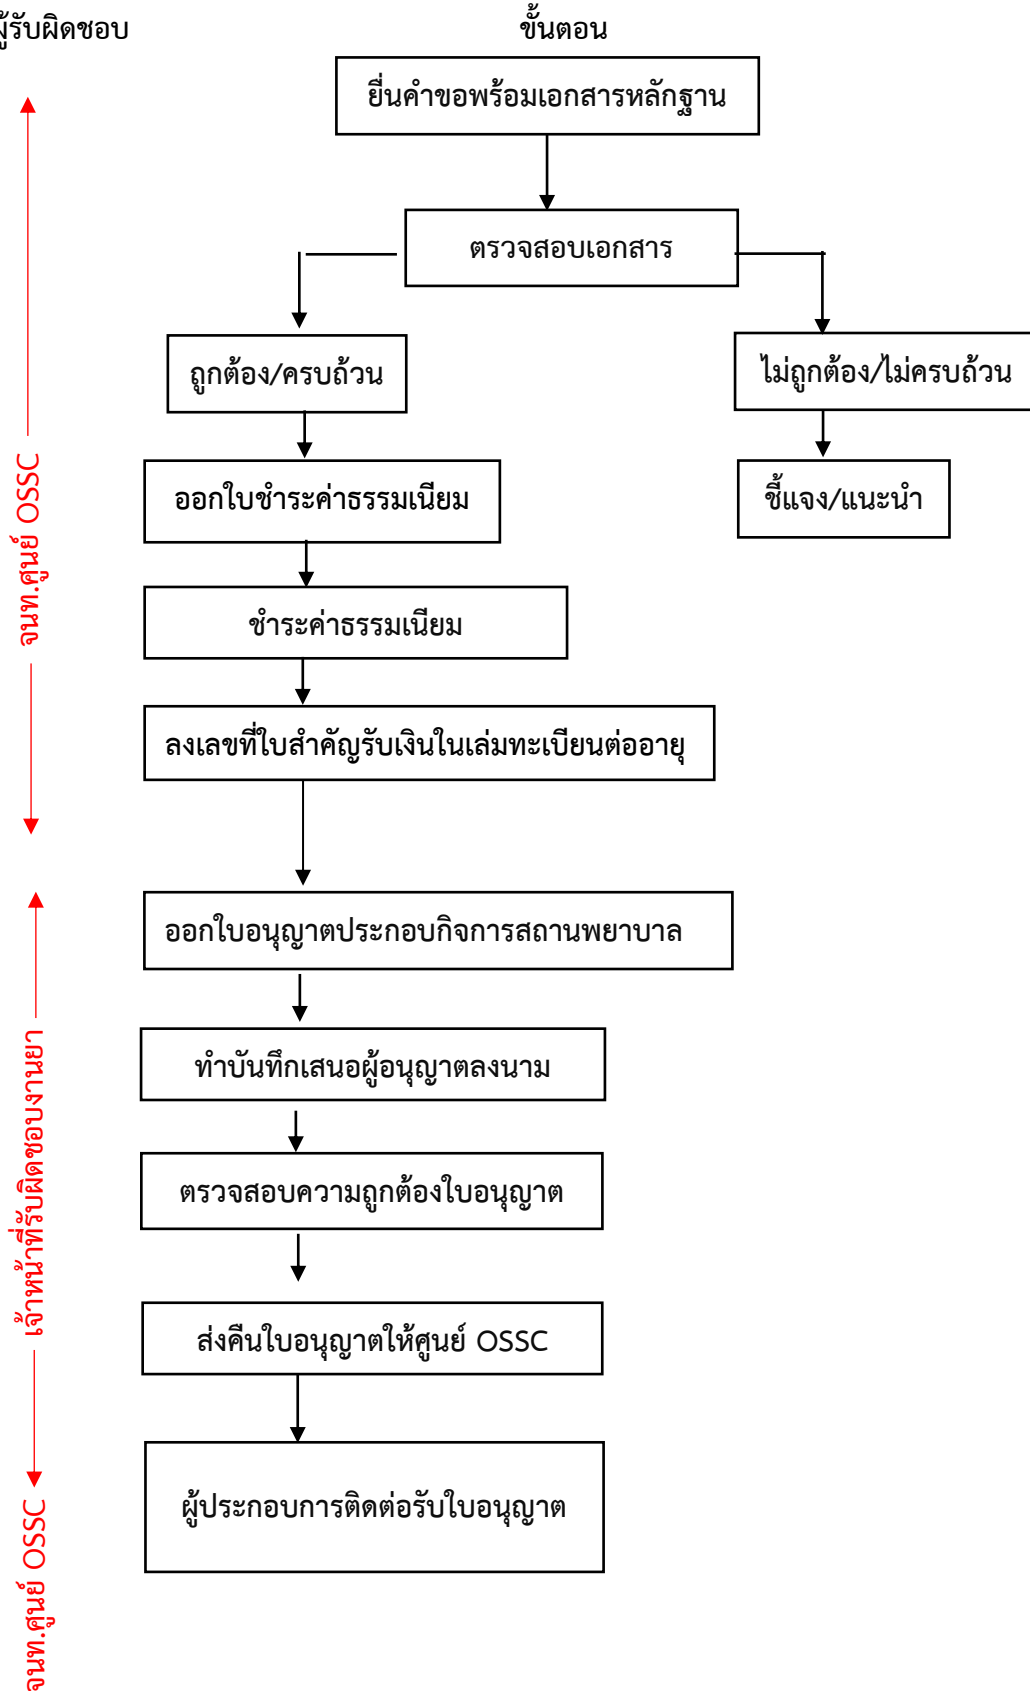 ผู้รับผิดชอบ
ขั้นตอน
ยื่นคำขอพร้อมเอกสารหลักฐาน
ตรวจสอบเอกสาร
ถูกต้อง/ครบถ้วน
ไม่ถูกต้อง/ไม่ครบถ้วน
ออกใบชำระค่าธรรมเนียม
ชี้แจง/แนะนำ
จนท.ศูนย์ OSSC
ชำระค่าธรรมเนียม
ลงเลขที่ใบสำคัญรับเงินในเล่มทะเบียนต่ออายุ
ออกใบอนุญาตประกอบกิจการสถานพยาบาล
ทำบันทึกเสนอผู้อนุญาตลงนาม
เจ้าหน้าที่รับผิดชอบงานยา
ตรวจสอบความถูกต้องใบอนุญาต
ส่งคืนใบอนุญาตให้ศูนย์ OSSC
ผู้ประกอบการติดต่อรับใบอนุญาต
จนท.ศูนย์ OSSC